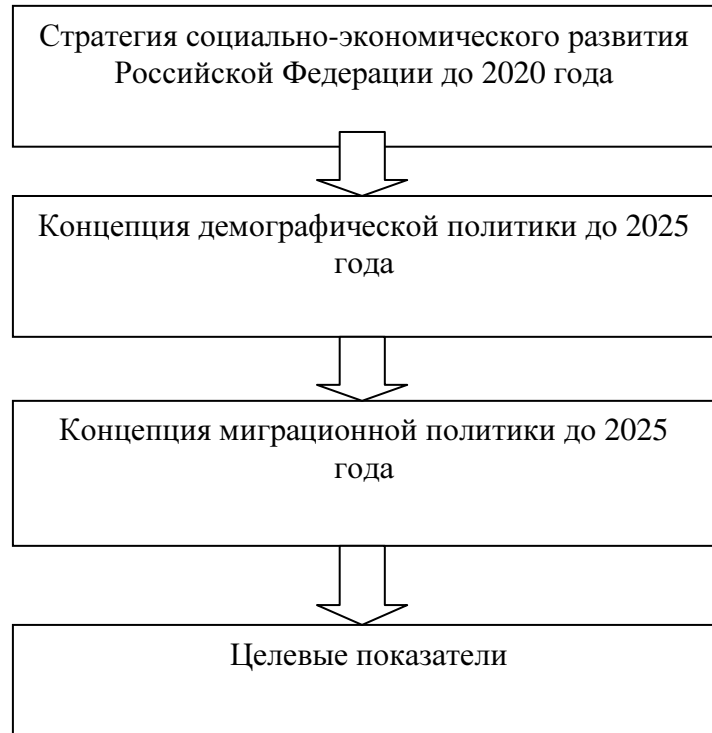 Стратегия социально-экономического развития
Российской Федерации до 2020 года
Концепция демографической политики до 2025
года
Концепция миграционной политики до 2025
года
Целевые показатели